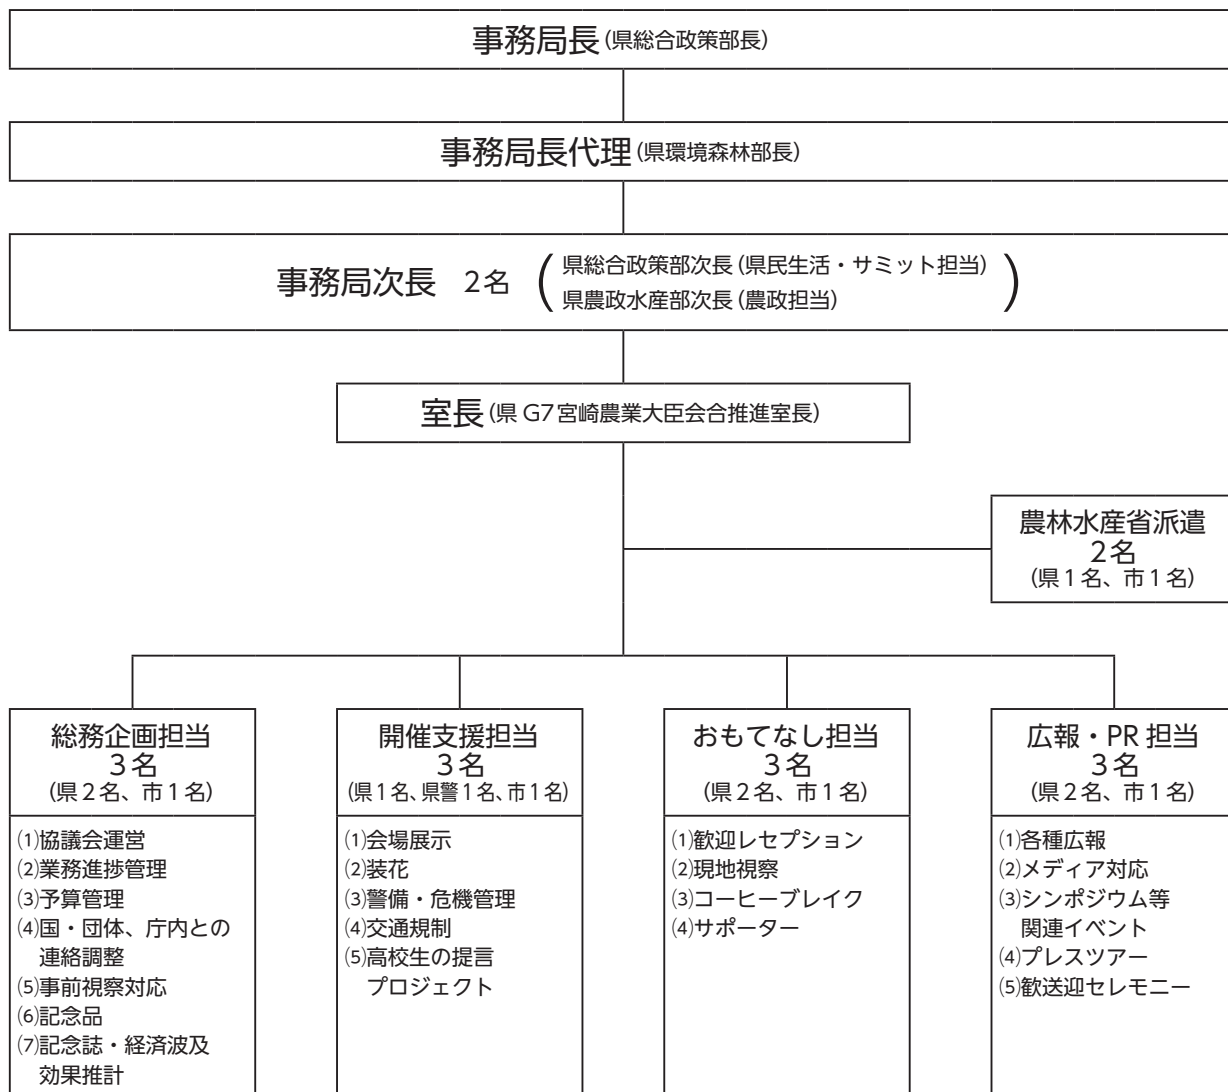 事務局長(県総合政策部長)
事務局長代理(県環境森林部長)
事務局次長 2名
県総合政策部次長(県民生活・サミット担当)
県農政水産部次長(農政担当)
室長(県G7宮崎農業大臣会合推進室長)
農林水産省派遣
2名
(県1名、市1名)
総務企画担当
3名
(県2名、市1名)
⑴協議会運営
⑵業務進捗管理
⑶予算管理
⑷国・団体、庁内との
連絡調整
⑸事前視察対応
⑹記念品
⑺記念誌・経済波及
効果推計
開催支援担当
3名
(県1名、県警1名、市1名)
⑴会場展示
⑵装花
⑶警備・危機管理
⑷交通規制
⑸高校生の提言
プロジェクト
おもてなし担当
3名
(県2名、市1名)
⑴歓迎レセプション
⑵現地視察
⑶コーヒーブレイク
⑷サポーター
広報・PR担当
3名
(県2名、市1名)
⑴各種広報
⑵メディア対応
⑶シンポジウム等
関連イベント
⑷プレスツアー
⑸歓送迎セレモニー